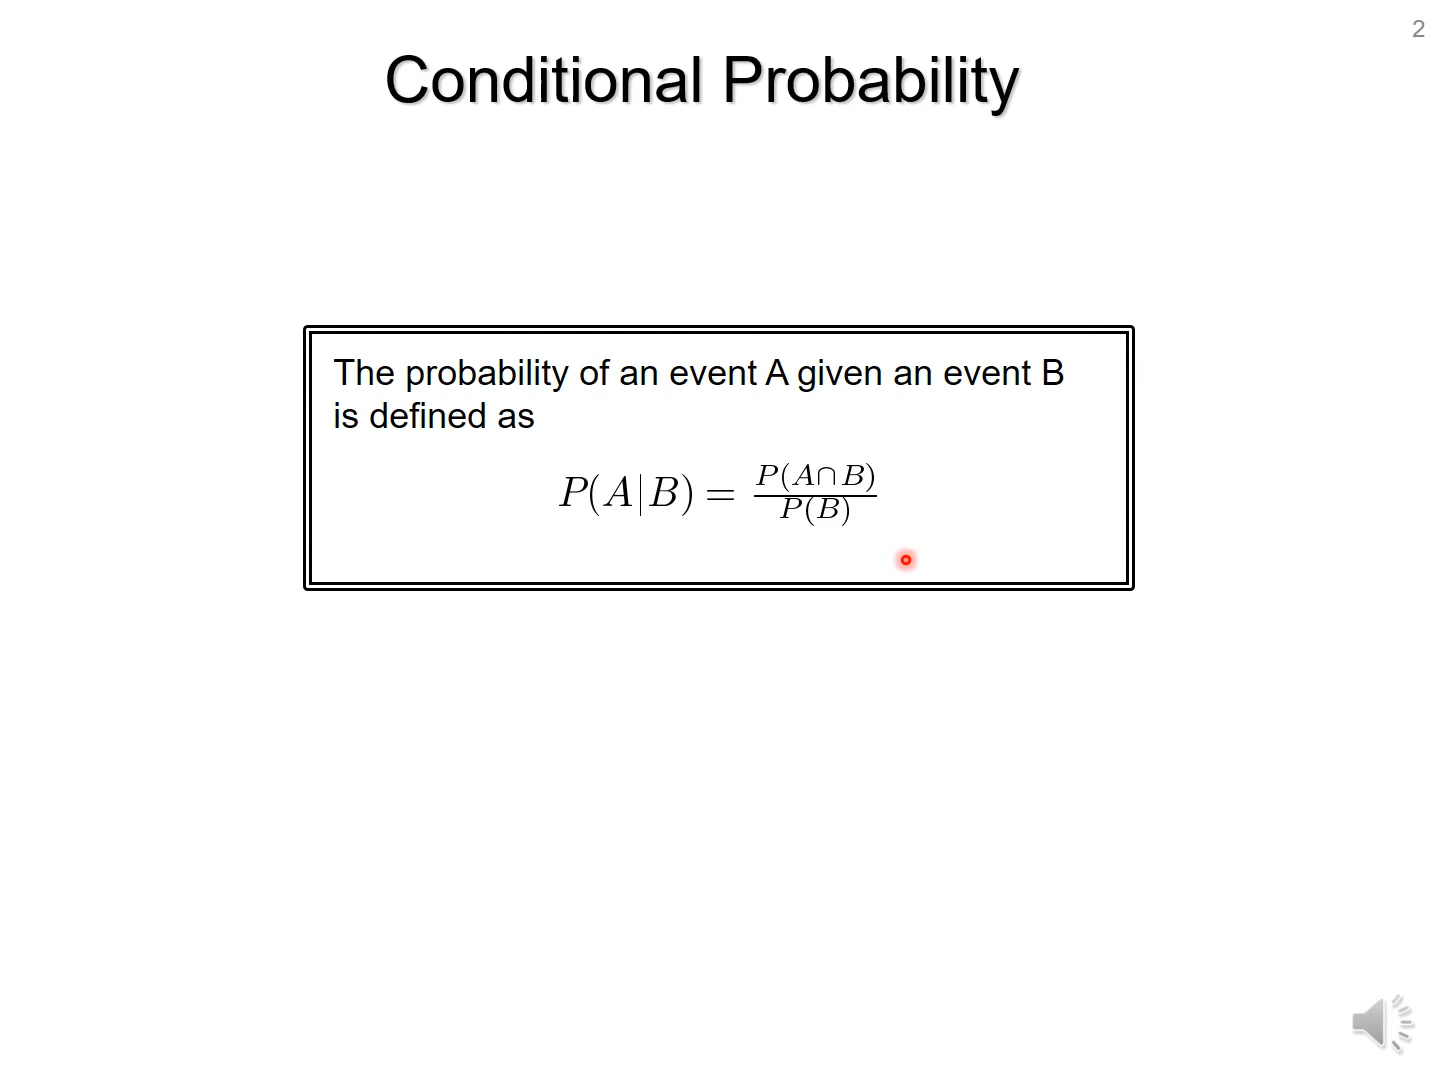 2
Conditional Probability
The probability of an event A given an event B
is defined as
P(A|B) = P(A∩B) / P(B)